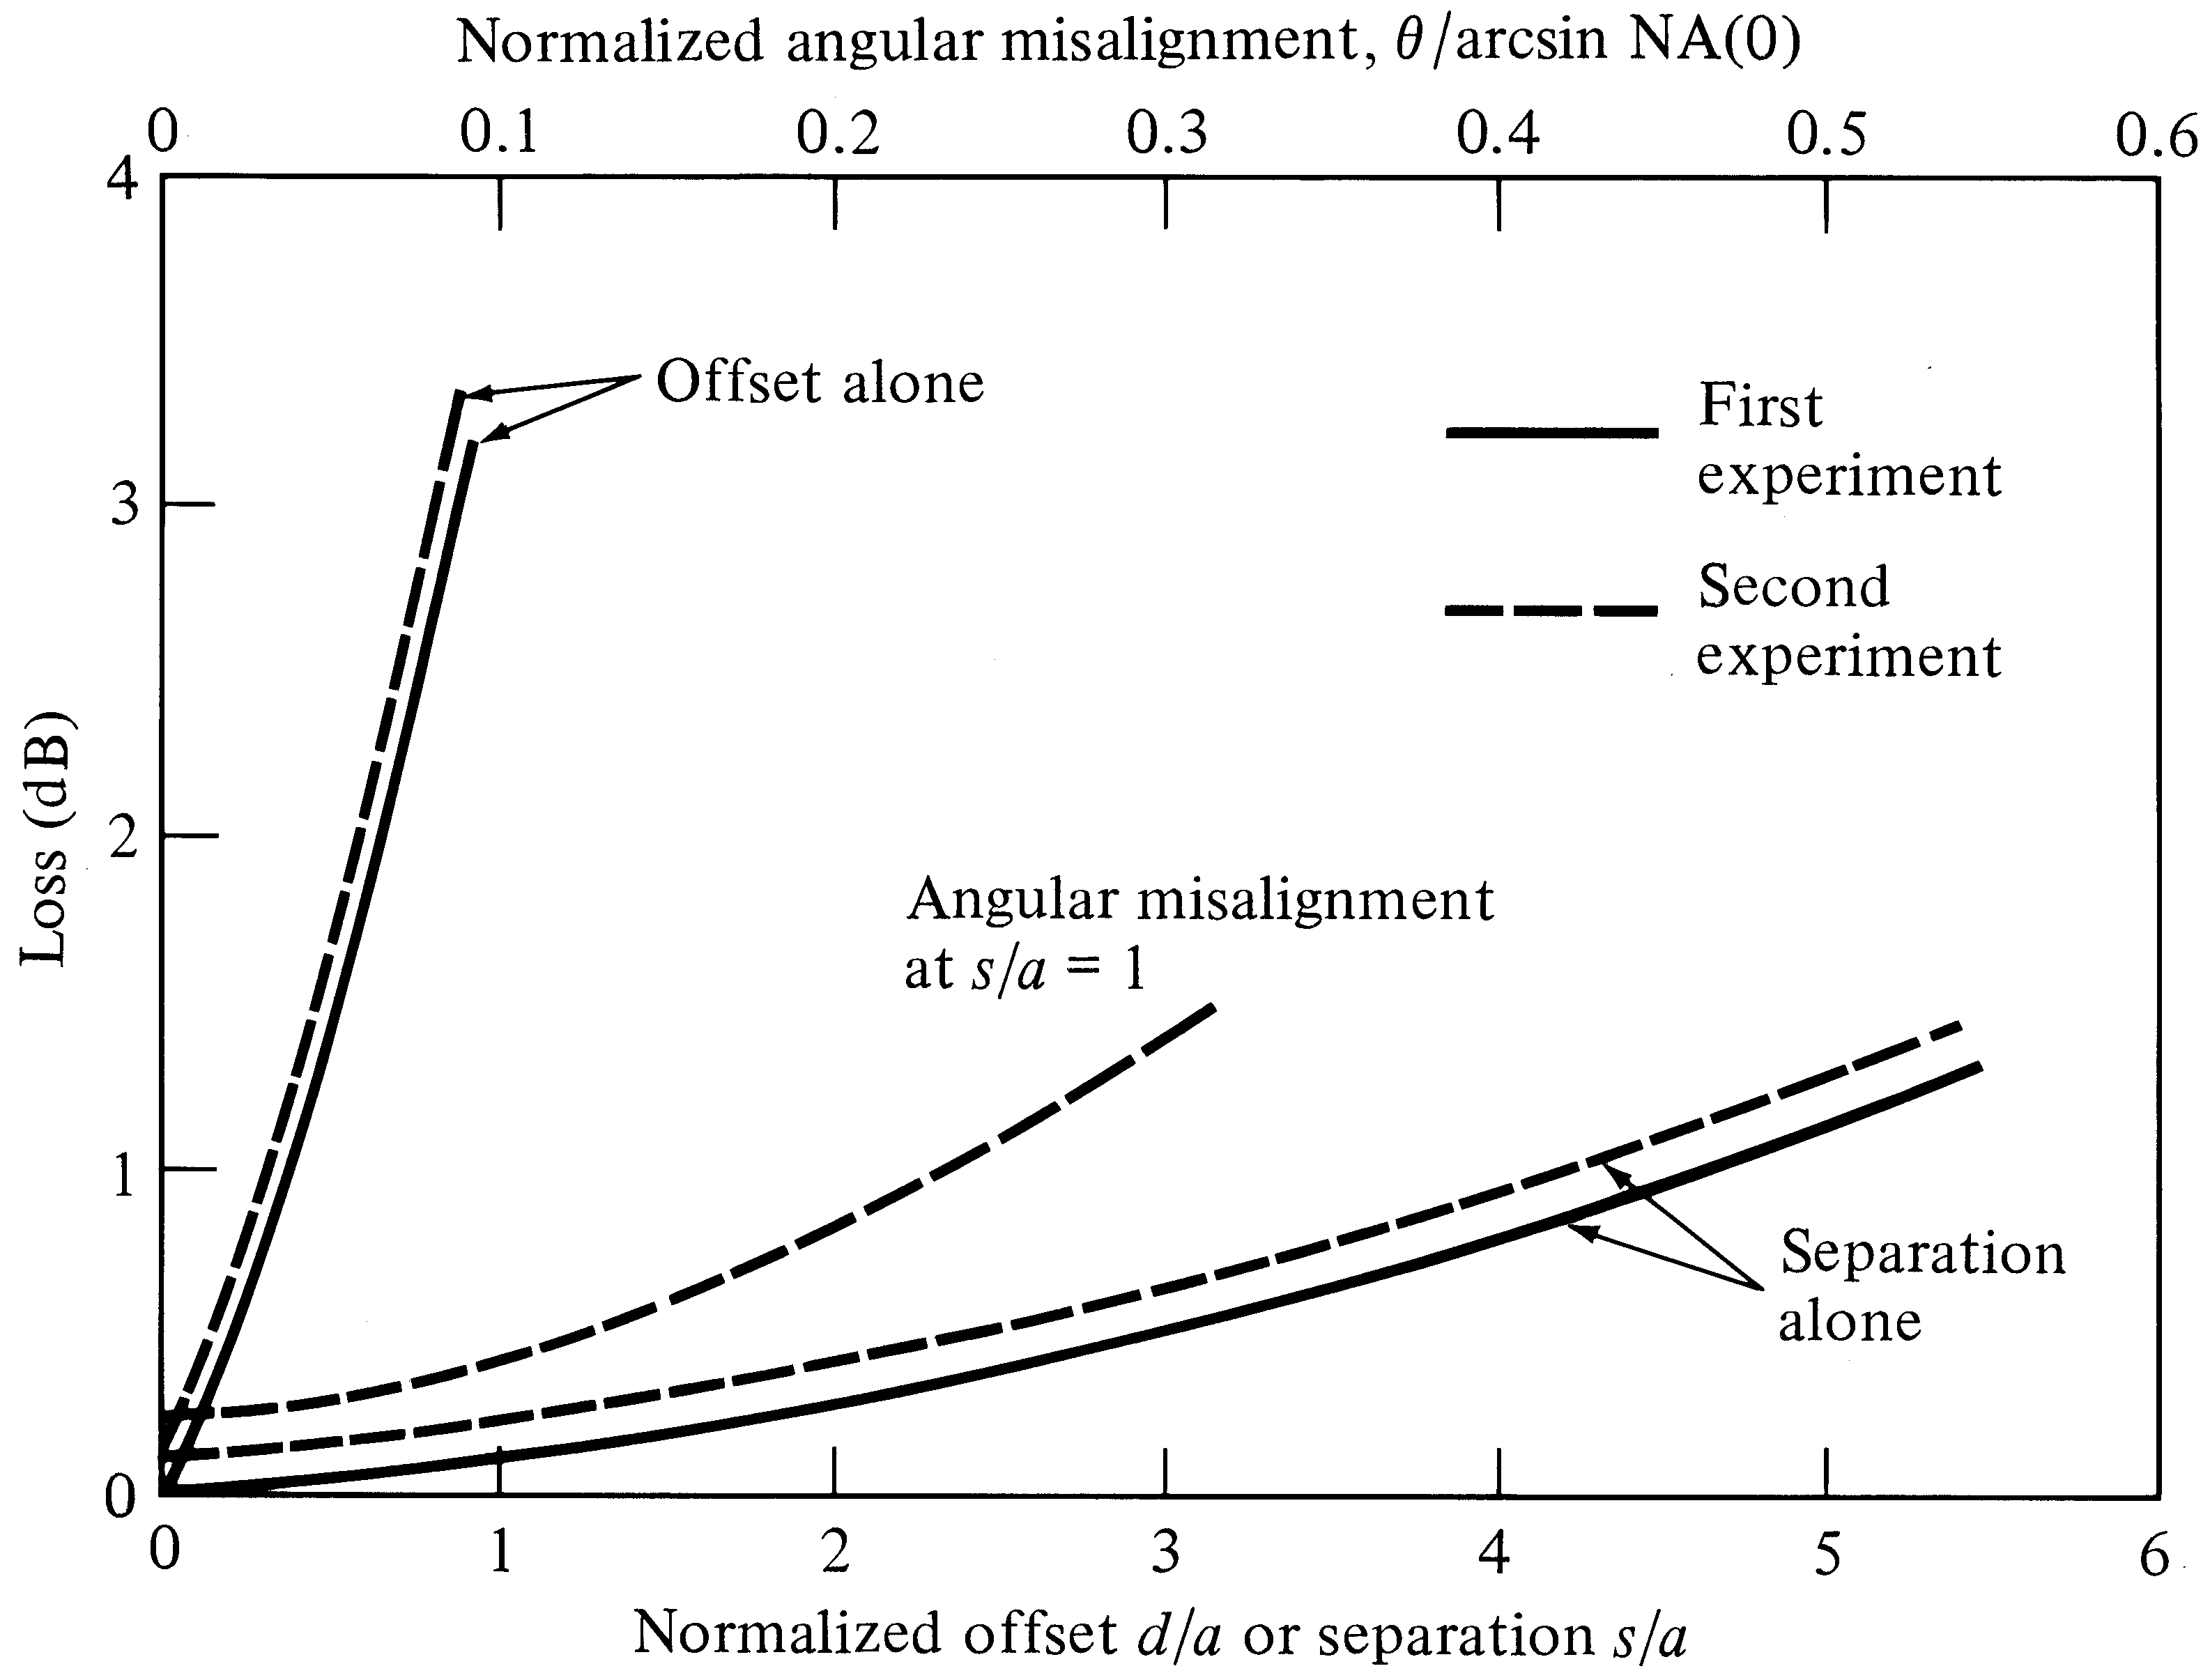 Normalized angular misalignment, θ/arcsin NA(0)
0 0.1 0.2 0.3 0.4 0.5 0.6
4
Offset alone
First
experiment
3
Second
experiment
Loss (dB)
2
Angular misalignment
at s/a = 1
1
Separation
alone
0
0 1 2 3 4 5 6
Normalized offset d/a or separation s/a